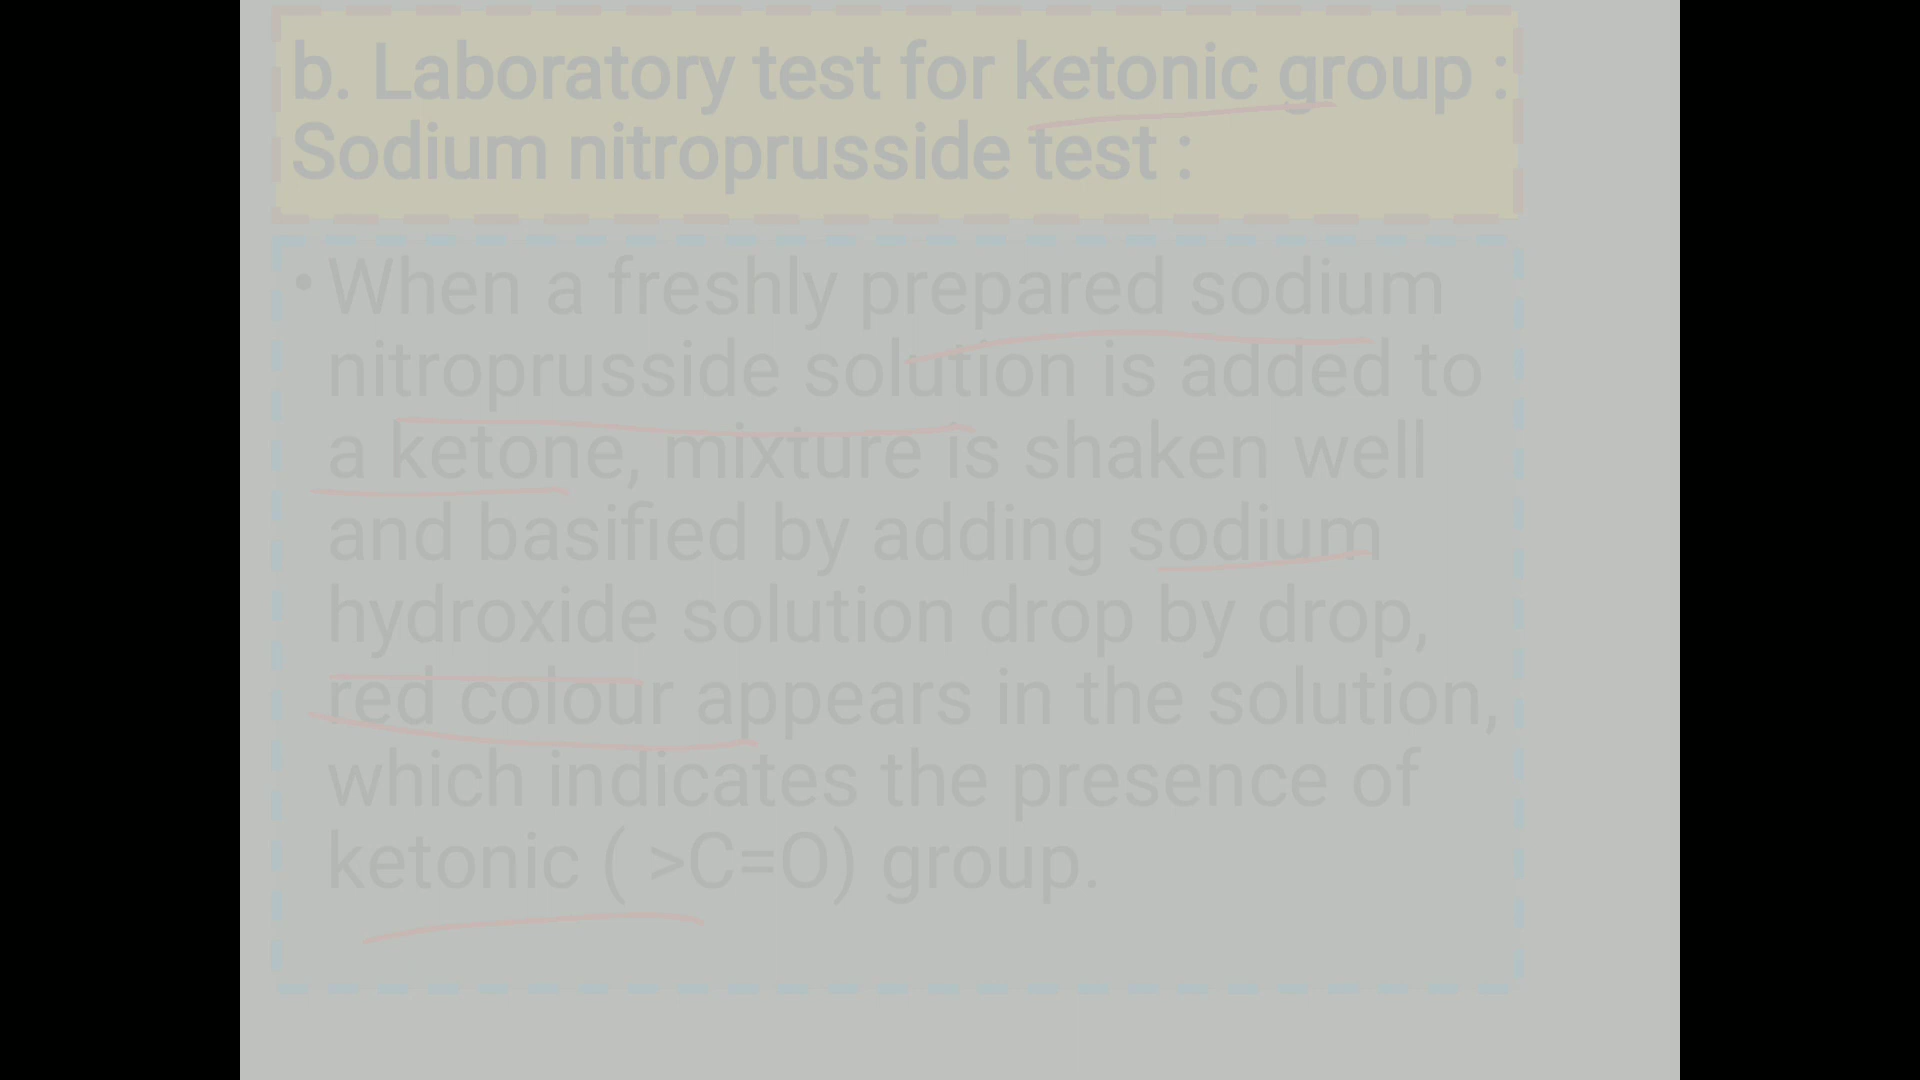 b. Laboratory test for ketonic group :
Sodium nitroprusside test :
• When a freshly prepared sodium
nitroprusside solution is added to
a ketone, mixture is shaken well
and basified by adding sodium
hydroxide solution drop by drop,
red colour appears in the solution,
which indicates the presence of
ketonic ( >C=O) group.